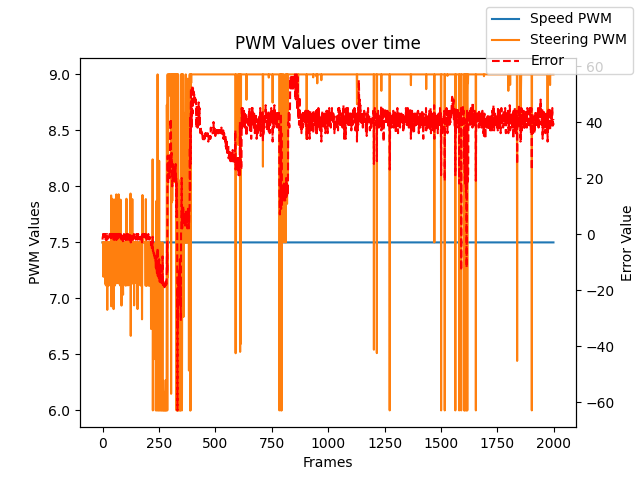 PWM Values over time
Speed PWM
Steering PWM
Error
PWM Values
9.0
8.5
8.0
7.5
7.0
6.5
6.0
60
40
20
0
−20
−40
−60
Error Value
0 250 500 750 1000 1250 1500 1750 2000
Frames